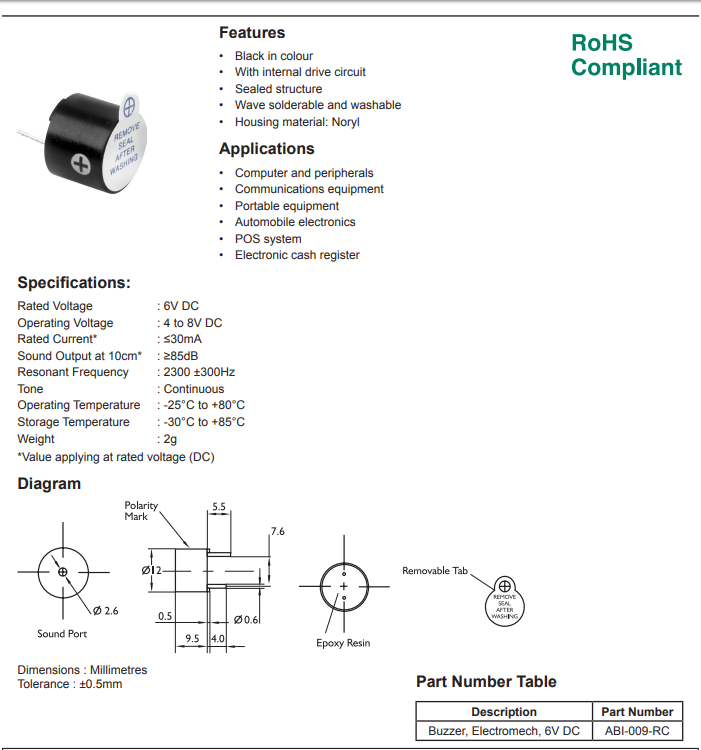 Features
• Black in colour
• With internal drive circuit
• Sealed structure
• Wave solderable and washable
• Housing material: Noryl
RoHS
Compliant
REMOVE
SEAL
AFTER
WASHING
Applications
• Computer and peripherals
• Communications equipment
• Portable equipment
• Automobile electronics
• POS system
• Electronic cash register
Specifications:
Rated Voltage : 6V DC
Operating Voltage : 4 to 8V DC
Rated Current* : ≤30mA
Sound Output at 10cm* : ≥85dB
Resonant Frequency : 2300 ±300Hz
Tone : Continuous
Operating Temperature : -25°C to +80°C
Storage Temperature : -30°C to +85°C
Weight : 2g
*Value applying at rated voltage (DC)
Diagram
Polarity
Mark
5.5
7.6
Ø12
Ø 2.6
0.5
Ø0.6
9.5
4.0
Sound Port
Epoxy Resin
Removable Tab
REMOVE
SEAL
AFTER
WASHING
Dimensions : Millimetres
Tolerance : ±0.5mm
Part Number Table
Description Part Number
Buzzer, Electromech, 6V DC ABI-009-RC